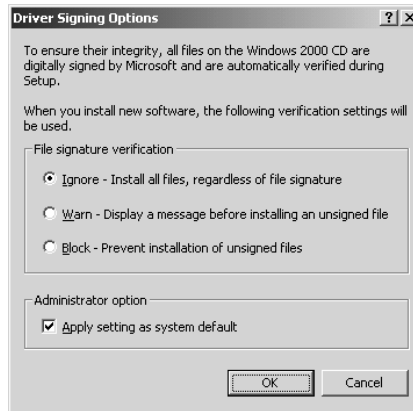 Driver Signing Options
To ensure their integrity, all files on the Windows 2000 CD are
digitally signed by Microsoft and are automatically verified during
Setup.
When you install new software, the following verification settings will
be used.
File signature verification
Ignore - Install all files, regardless of file signature
Warn - Display a message before installing an unsigned file
Block - Prevent installation of unsigned files
Administrator option
Apply setting as system default
OK Cancel